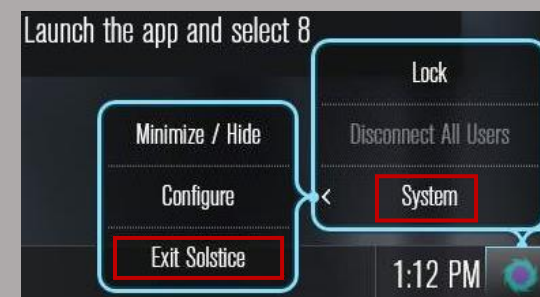 Launch the app and select 8
Lock
Disconnect All Users
< System
Minimize / Hide
Configure
Exit Solstice
1:12 PM